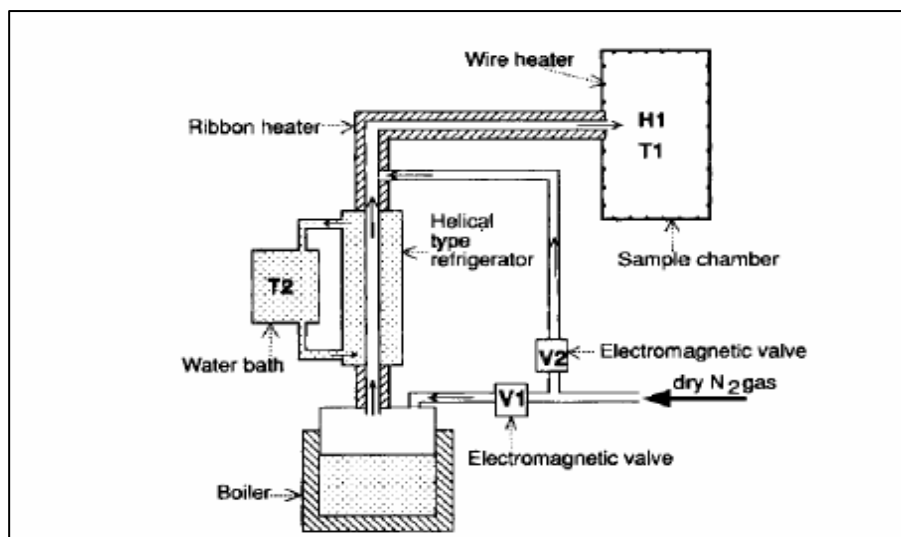 Wire heater
H1
T1
Ribbon heater
Helical
type
refrigerator
Sample chamber
T2
Water bath
V2
Electromagnetic valve
dry N2 gas
V1
Electromagnetic valve
Boiler